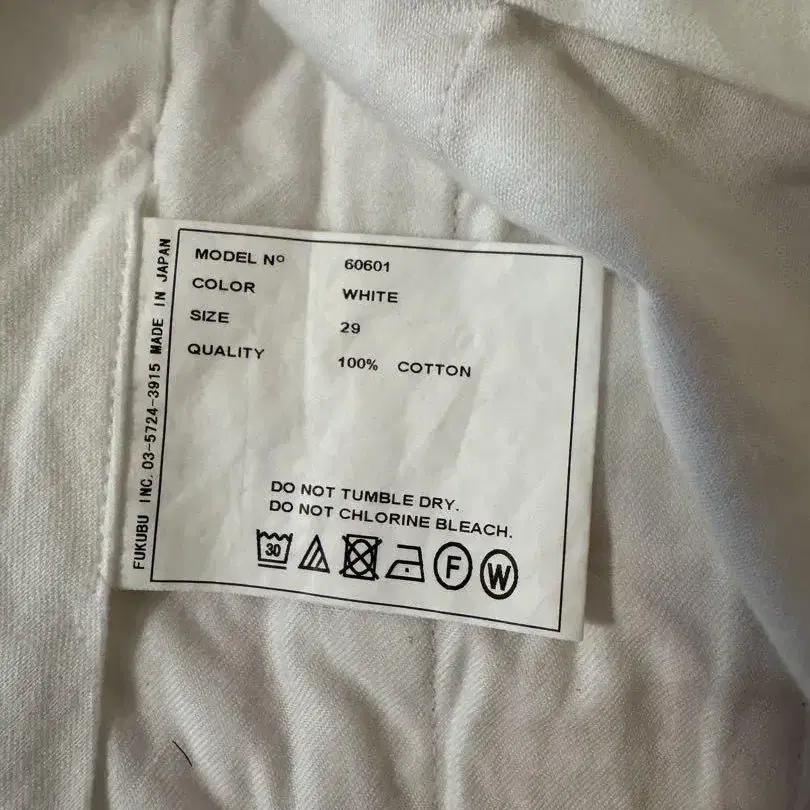 MODEL Nº 60601
COLOR WHITE
SIZE 29
QUALITY 100% COTTON
DO NOT TUMBLE DRY.
DO NOT CHLORINE BLEACH.
30 F W
FUKUBU INC. 03-5724-3915 MADE IN JAPAN